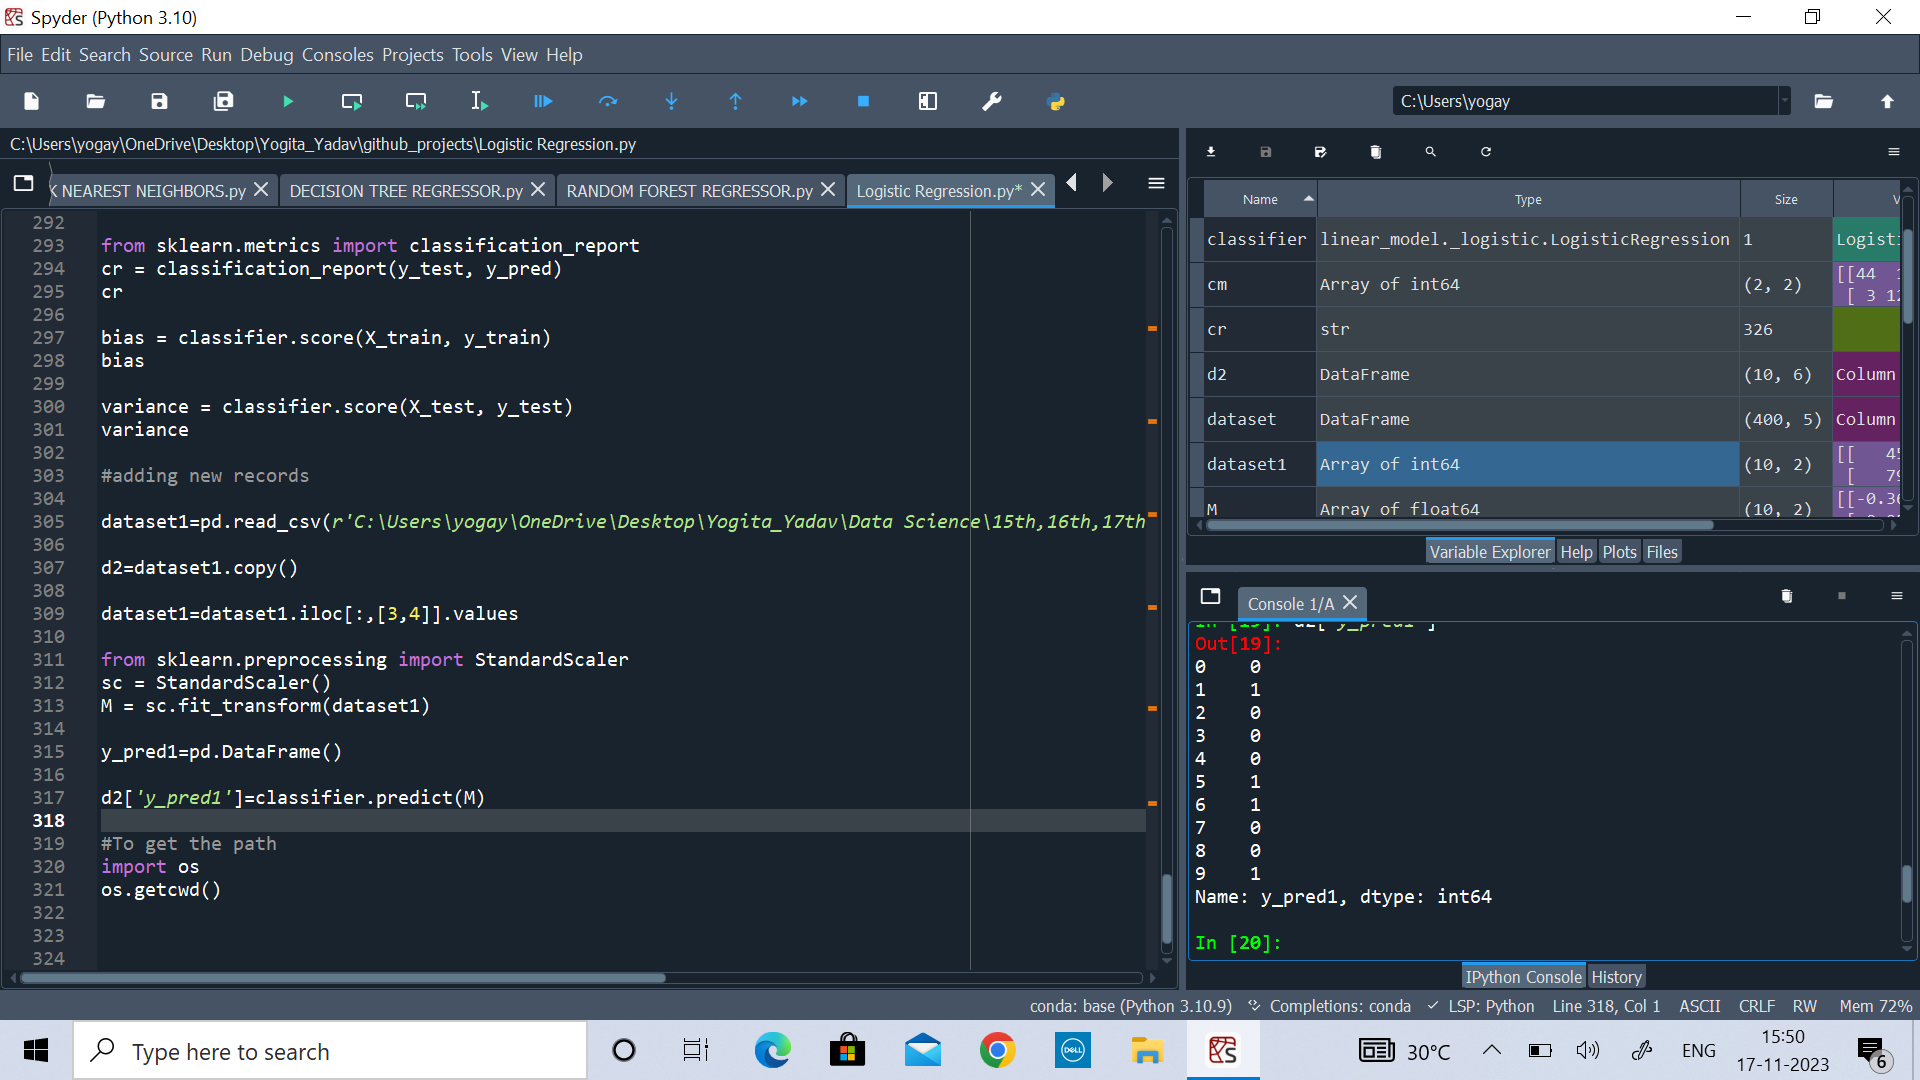 Spyder (Python 3.10)
File Edit Search Source Run Debug Consoles Projects Tools View Help
C:\Users\yogay
C:\Users\yogay\OneDrive\Desktop\Yogita_Yadav\github_projects\Logistic Regression.py
NEAREST NEIGHBORS.py DECISION TREE REGRESSOR.py RANDOM FOREST REGRESSOR.py Logistic Regression.py*
292
293 from sklearn.metrics import classification_report
294 cr = classification_report(y_test, y_pred)
295 cr
296
297 bias = classifier.score(X_train, y_train)
298 bias
299
300 variance = classifier.score(X_test, y_test)
301 variance
302
303 #adding new records
304
305 dataset1=pd.read_csv(r'C:\Users\yogay\OneDrive\Desktop\Yogita_Yadav\Data Science\15th,16th,17th
306
307 d2=dataset1.copy()
308
309 dataset1=dataset1.iloc[:,[3,4]].values
310
311 from sklearn.preprocessing import StandardScaler
312 sc = StandardScaler()
313 M = sc.fit_transform(dataset1)
314
315 y_pred1=pd.DataFrame()
316
317 d2['y_pred1']=classifier.predict(M)
318
319 #To get the path
320 import os
321 os.getcwd()
322
323
324
Name Type Size
classifier linear_model._logistic.LogisticRegression 1
cm Array of int64 (2, 2) [[44
[ 3
cr str 326
d2 DataFrame (10, 6) Column
dataset DataFrame (400, 5) Column
dataset1 Array of int64 (10, 2) [[
[
M Array of float64 (10, 2)
Variable Explorer Help Plots Files
Console 1/A
Out[19]:
0 0
1 1
2 0
3 0
4 0
5 1
6 1
7 0
8 0
9 1
Name: y_pred1, dtype: int64
In [20]:
IPython Console History
conda: base (Python 3.10.9) Completions: conda LSP: Python Line 318, Col 1 ASCII CRLF RW Mem 72%
Type here to search
DELL
30°C
ENG
15:50
17-11-2023
6